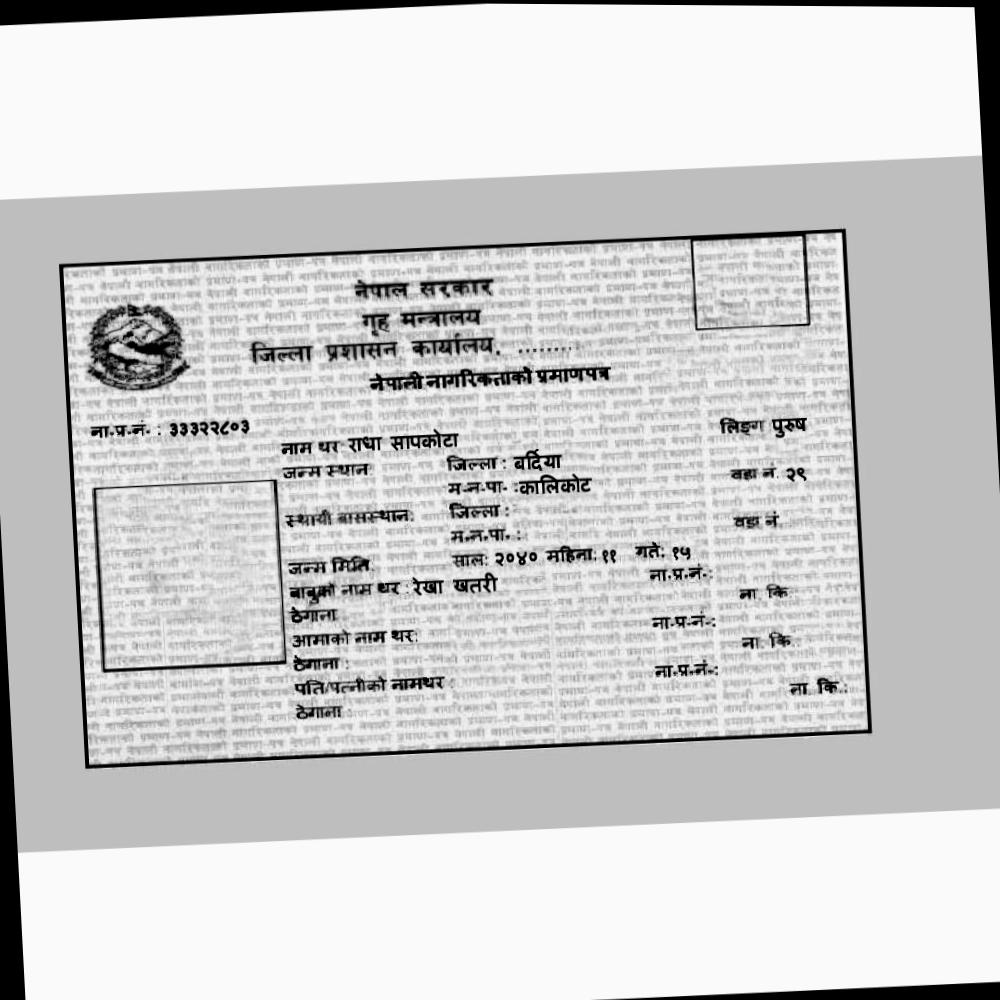 नेपाल सरकार
गृह मन्त्रालय
जिल्ला प्रशासन कार्यालय, ........
नेपाली नागरिकताको प्रमाणपत्र
ना.प्र.नं. : ३३३२२८०३
लिङ्ग पुरुष
नाम थर राधा सापकोटा
जन्म स्थान जिल्ला : बर्दिया
म.न.पा. :कालिकोट वडा नं. २९
स्थायी बासस्थान: जिल्ला :
म.न.पा. : वडा नं.
जन्म मिति साल: २०४० महिना: ११ गते: १५
बाबुको नाम थर : रेखा खतरी ना.प्र.नं.:
ठेगाना ना. कि.
आमाको नाम थर: ना.प्र.नं.:
ठेगाना : ना. कि.:
पति/पत्नीको नामथर : ना.प्र.नं.:
ठेगाना ना. कि.: